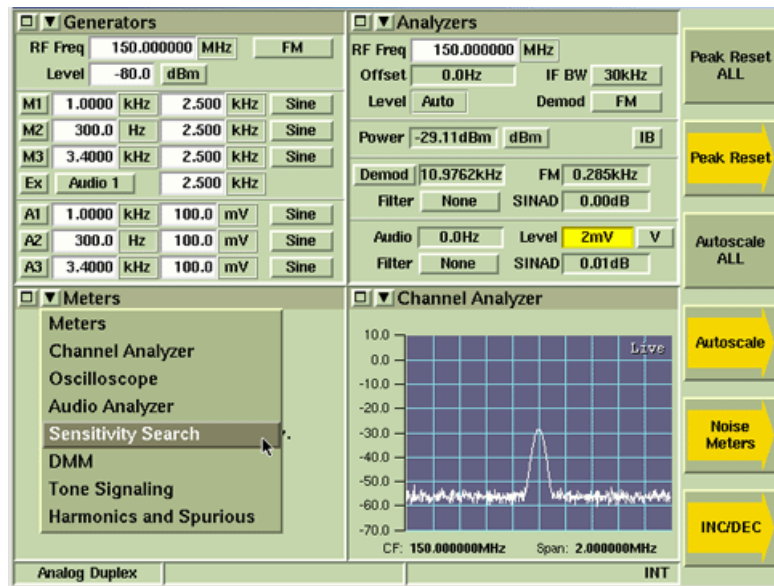 Generators
RF Freq 150.000000 MHz FM
Level -80.0 dBm
M1 1.0000 kHz 2.500 kHz Sine
M2 300.0 Hz 2.500 kHz Sine
M3 3.4000 kHz 2.500 kHz Sine
Ex Audio 1 2.500 kHz
A1 1.0000 kHz 100.0 mV Sine
A2 300.0 Hz 100.0 mV Sine
A3 3.4000 kHz 100.0 mV Sine
Analyzers
RF Freq 150.000000 MHz
Offset 0.0Hz IF BW 30kHz
Level Auto Demod FM
Power -29.11dBm dBm IB
Demod 10.9762kHz FM 0.285kHz
Filter None SINAD 0.00dB
Audio 0.0Hz Level 2mV V
Filter None SINAD 0.01dB
Meters
Meters
Channel Analyzer
Oscilloscope
Audio Analyzer
Sensitivity Search
DMM
Tone Signaling
Harmonics and Spurious
Channel Analyzer
Live
10.0
0.0
-10.0
-20.0
-30.0
-40.0
-50.0
-60.0
-70.0
CF: 150.000000MHz Span: 2.000000MHz
Peak Reset
ALL
Peak Reset
Autoscale
ALL
Autoscale
Noise
Meters
INC/DEC
Analog Duplex INT